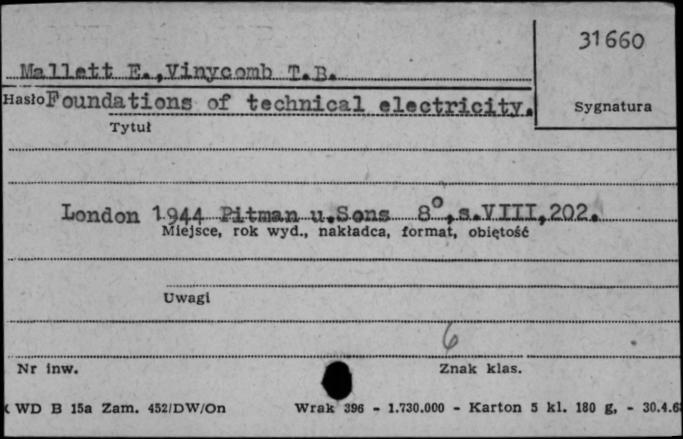 31660
Mallett E.,Vinycomb T.B.
Hasło Foundations of technical electricity. Sygnatura
Tytuł
London 1944 Pitman u.Sons 8°,s.VIII,202.
Miejsce, rok wyd., nakładca, format, obiętość
Uwagi
6
Nr inw. Znak klas.
WD B 15a Zam. 452/DW/On Wrak 396 - 1.730.000 - Karton 5 kl. 180 g, - 30.4.6